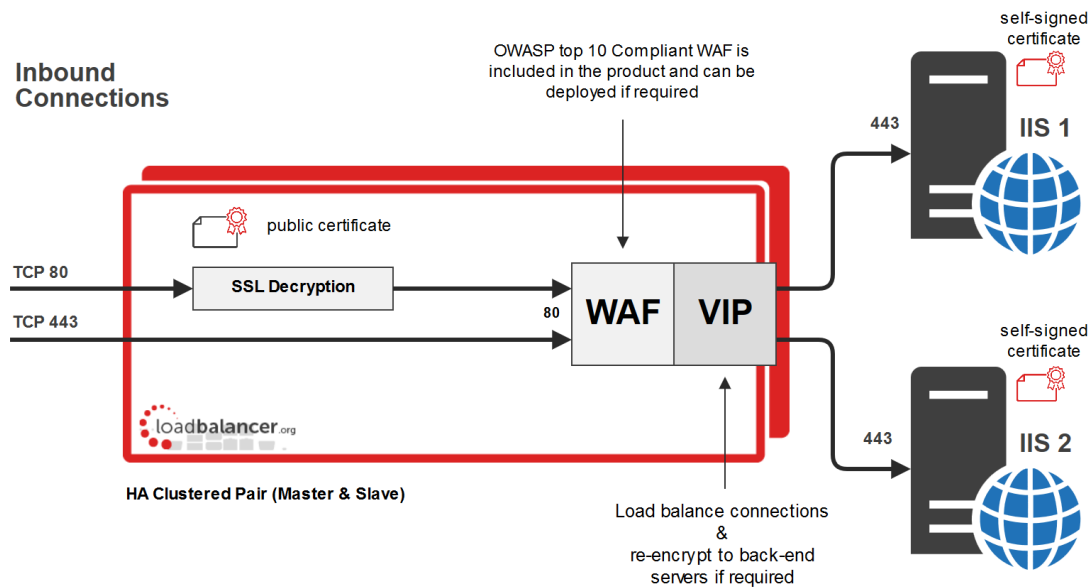 Inbound
Connections
OWASP top 10 Compliant WAF is
included in the product and can be
deployed if required
self-signed
certificate
443
IIS 1
public certificate
TCP 80
SSL Decryption
TCP 443
80
WAF
VIP
self-signed
certificate
loadbalancer.org
443
IIS 2
HA Clustered Pair (Master & Slave)
Load balance connections
&
re-encrypt to back-end
servers if required